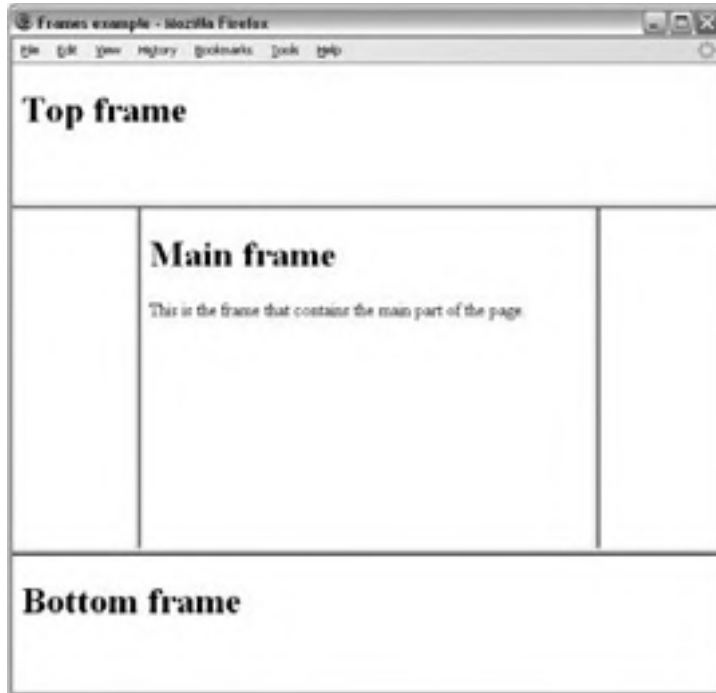 Frames example - Mozilla Firefox
File Edit View History Bookmarks Tools Help
Top frame
Main frame
This is the frame that contains the main part of the page.
Bottom frame